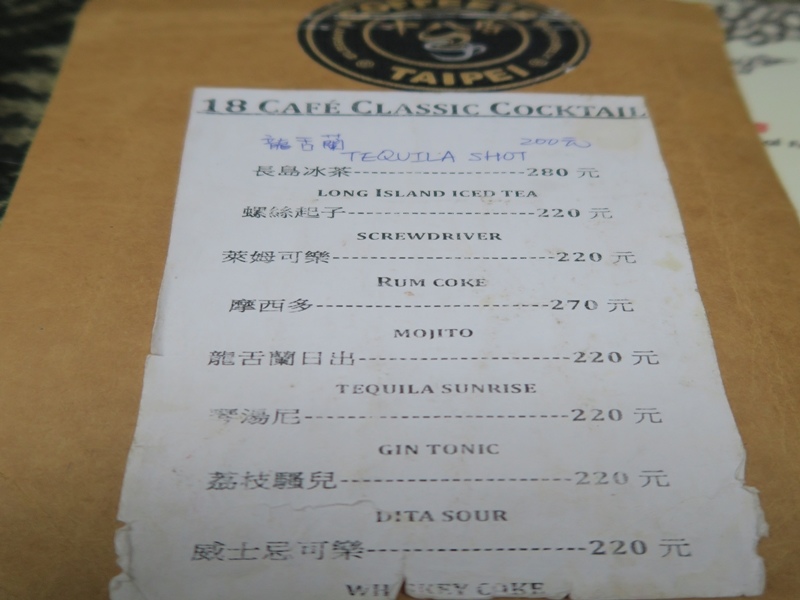 COFFEE
TAIPEI
18 CAFÉ CLASSIC COCKTAIL
龍舌蘭 200元
TEQUILA SHOT
長島冰茶------------------280 元
LONG ISLAND ICED TEA
螺絲起子-------------------220 元
SCREWDRIVER
萊姆可樂----------------------220 元
RUM COKE
摩西多-----------------------270 元
MOJITO
龍舌蘭日出--------------------220 元
TEQUILA SUNRISE
琴湯尼-------------------------220 元
GIN TONIC
荔枝騷兒---------------------220 元
DITA SOUR
威士忌可樂-------------------220 元
WHISKEY COKE